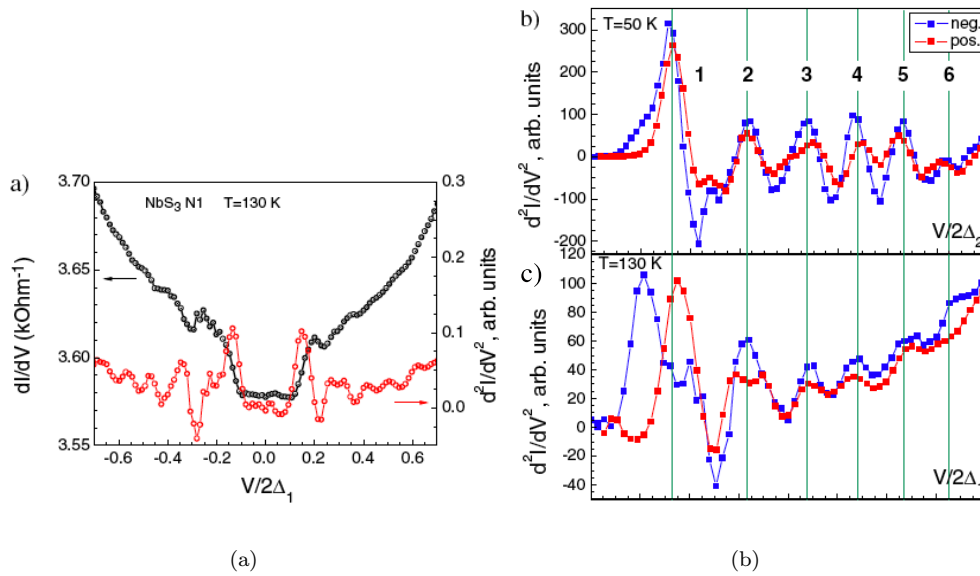 a)
NbS₃ N1 T=130 K
3.70
3.65
3.60
3.55
dI/dV (kOhm⁻¹)
0.3
0.2
0.1
0.0
d²I/dV², arb. units
-0.6 -0.4 -0.2 0.0 0.2 0.4 0.6
V/2Δ₁
(a)
b)
T=50 K
neg.
pos.
300
200
100
0
-100
-200
d²I/dV², arb. units
1 2 3 4 5 6
V/2Δ₂
c)
T=130 K
120
100
80
60
40
20
0
-20
-40
d²I/dV², arb. units
(b)